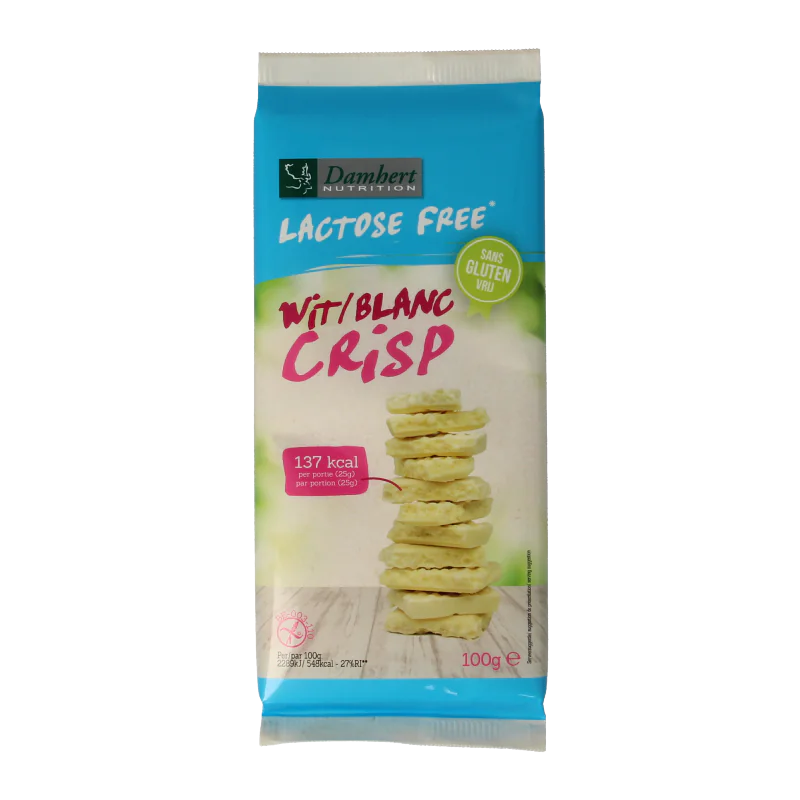 Dambert
NUTRITION
LACTOSE FREE*
SANS
GLUTEN
VRIJ
WIT/BLANC
CRISP
137 kcal
per portie (25g)
par portion (25g)
Per/par 100g
2289kJ/548kcal - 27%RI**
100g e